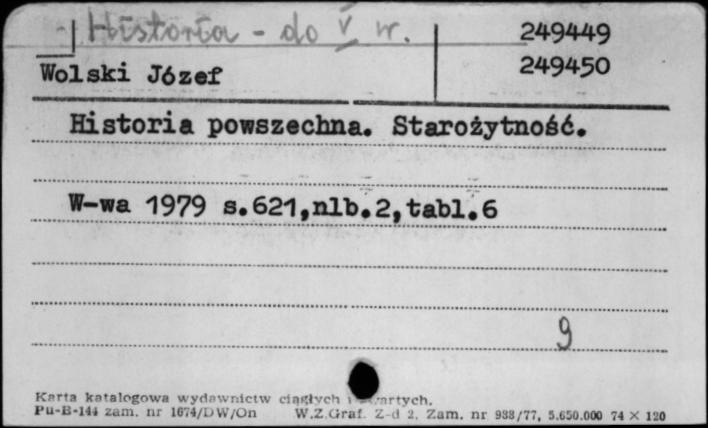 Historia - do V w.
249449
Wolski Józef
249450
Historia powszechna. Starożytność.
W-wa 1979 s.621,nlb.2,tabl.6
9
Karta katalogowa wydawnictw ciągłych i
Pu-B-144 zam. nr 1674/DW/On W.Z.Graf. Z-d 2. Zam. nr 988/77, 5.650.000 74 × 120